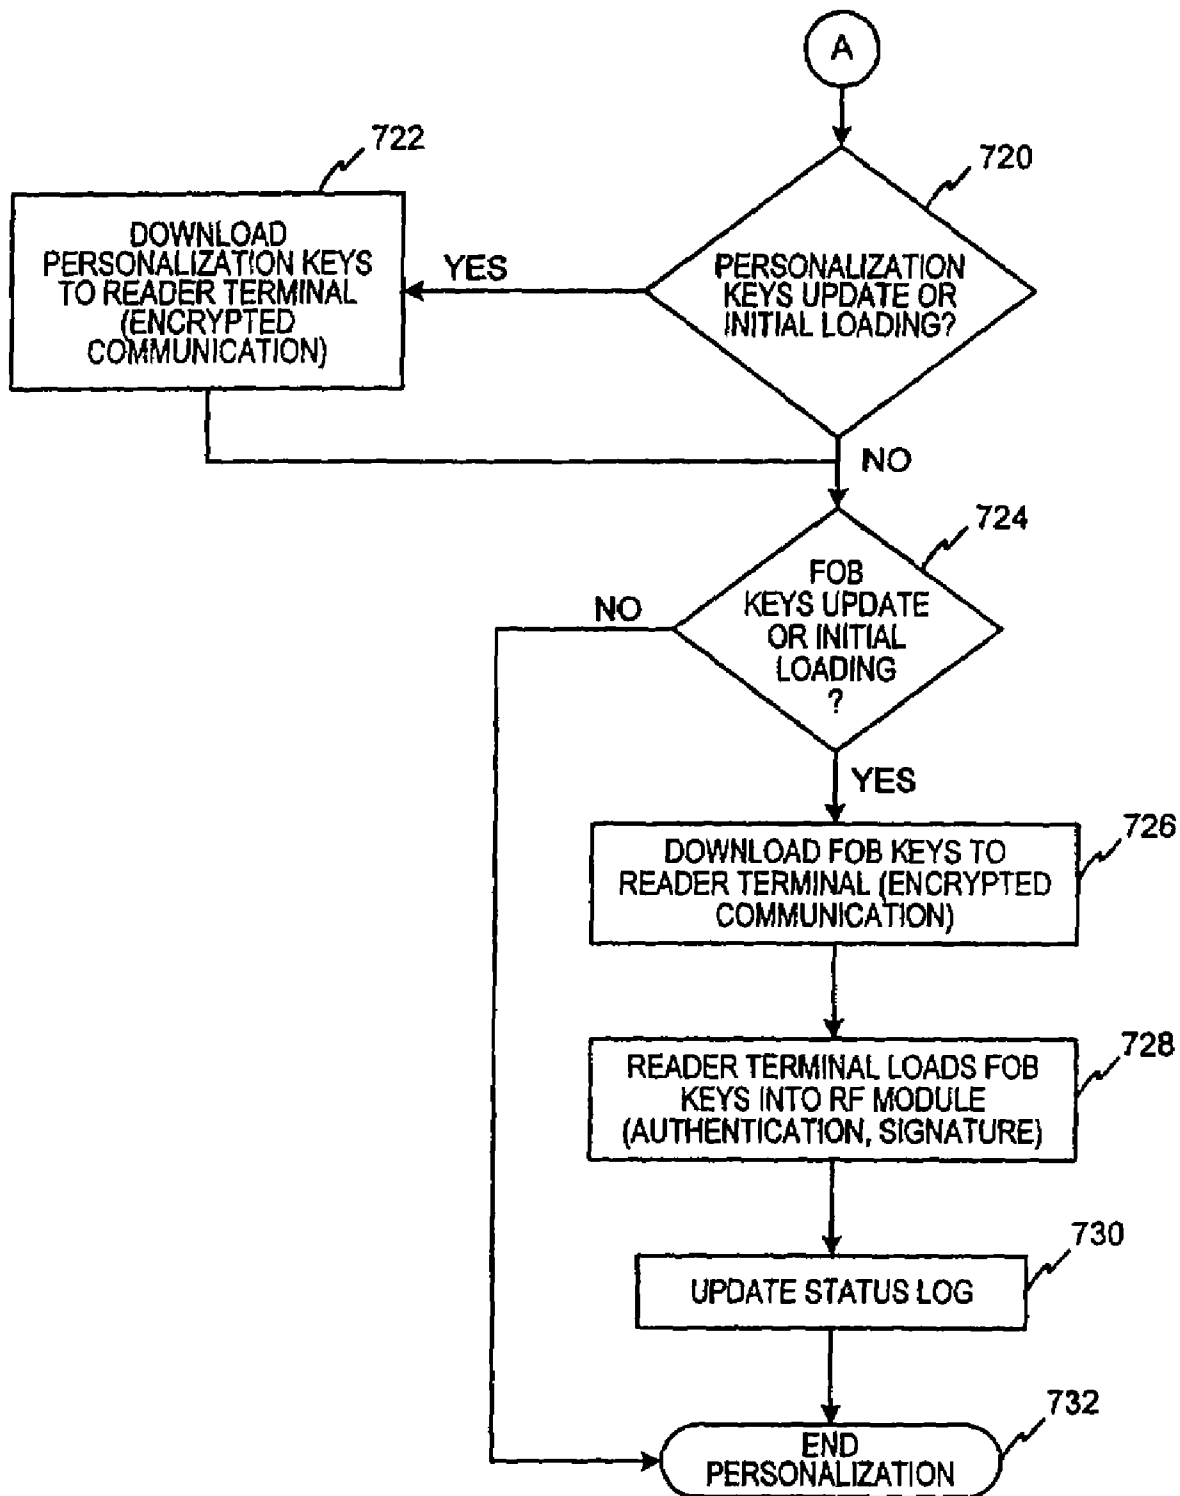 A
720
722
DOWNLOAD
PERSONALIZATION KEYS
TO READER TERMINAL
(ENCRYPTED
COMMUNICATION)
YES
PERSONALIZATION
KEYS UPDATE OR
INITIAL LOADING?
NO
724
FOB
KEYS UPDATE
OR INITIAL
LOADING
?
NO
YES
726
DOWNLOAD FOB KEYS TO
READER TERMINAL (ENCRYPTED
COMMUNICATION)
728
READER TERMINAL LOADS FOB
KEYS INTO RF MODULE
(AUTHENTICATION, SIGNATURE)
730
UPDATE STATUS LOG
732
END
PERSONALIZATION